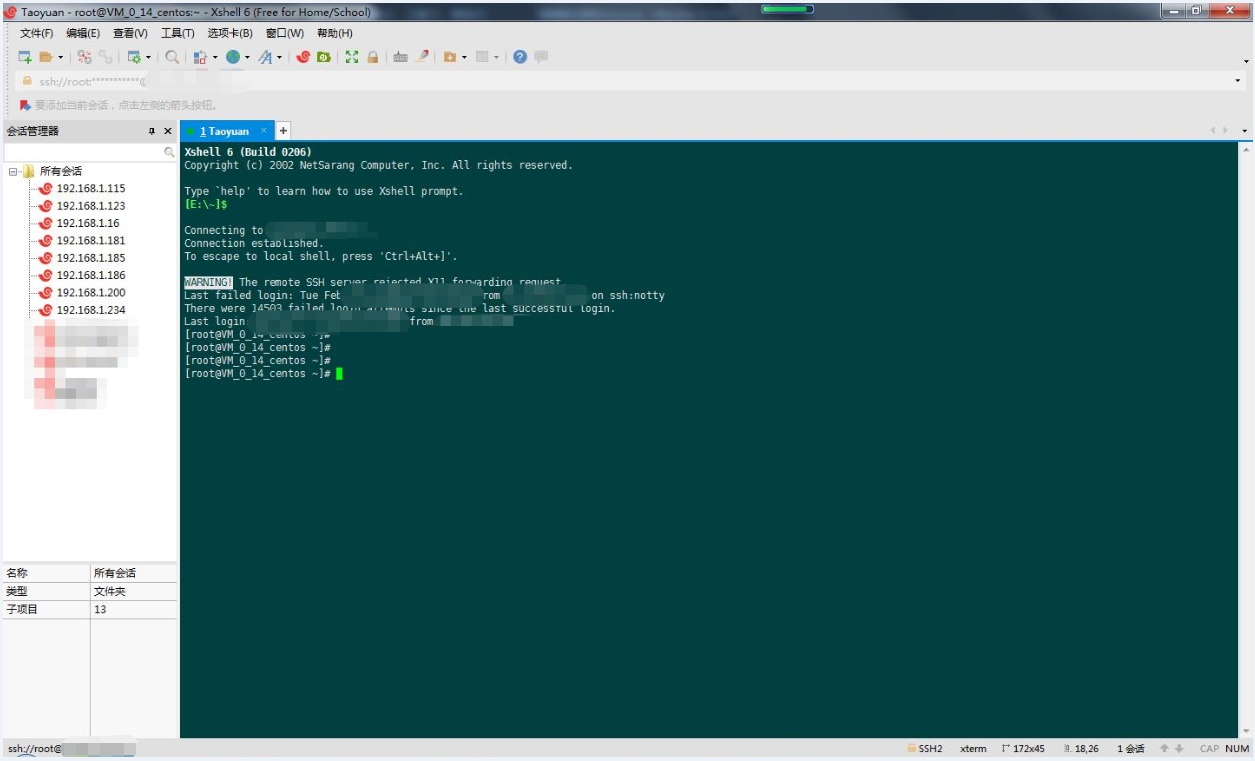 Taoyuan - root@VM_0_14_centos:~ - Xshell 6 (Free for Home/School)
文件(F) 编辑(E) 查看(V) 工具(T) 选项卡(B) 窗口(W) 帮助(H)
ssh://root:***********@
要添加当前会话，点击左侧的箭头按钮。
会话管理器
1 Taoyuan
所有会话
192.168.1.115
192.168.1.123
192.168.1.16
192.168.1.181
192.168.1.185
192.168.1.186
192.168.1.200
192.168.1.234
名称 所有会话
类型 文件夹
子项目 13
Xshell 6 (Build 0206)
Copyright (c) 2002 NetSarang Computer, Inc. All rights reserved.
Type `help' to learn how to use Xshell prompt.
[E:\~]$
Connecting to
Connection established.
To escape to local shell, press 'Ctrl+Alt+]'.
WARNING! The remote SSH server rejected X11 forwarding request.
Last failed login: Tue Feb rom on ssh:notty
There were 14503 failed login attempts since the last successful login.
Last login: from
[root@VM_0_14_centos ~]#
[root@VM_0_14_centos ~]#
[root@VM_0_14_centos ~]#
[root@VM_0_14_centos ~]#
ssh://root@ SSH2 xterm 172x45 18,26 1 会话 CAP NUM